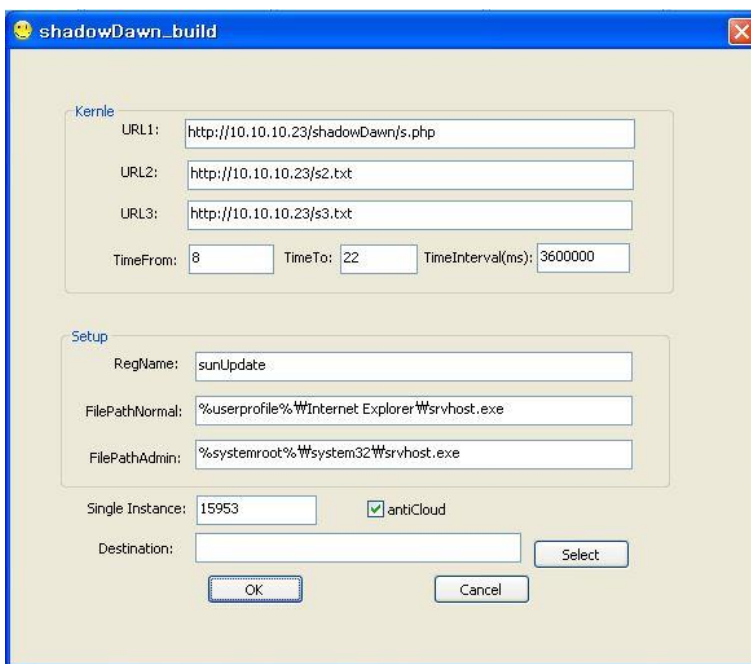 shadowDawn_build
Kernle
URL1: http://10.10.10.23/shadowDawn/s.php
URL2: http://10.10.10.23/s2.txt
URL3: http://10.10.10.23/s3.txt
TimeFrom: 8 TimeTo: 22 TimeInterval(ms): 3600000
Setup
RegName: sunUpdate
FilePathNormal: %userprofile%₩Internet Explorer₩srvhost.exe
FilePathAdmin: %systemroot%₩system32₩srvhost.exe
Single Instance: 15953 antiCloud
Destination: Select
OK Cancel